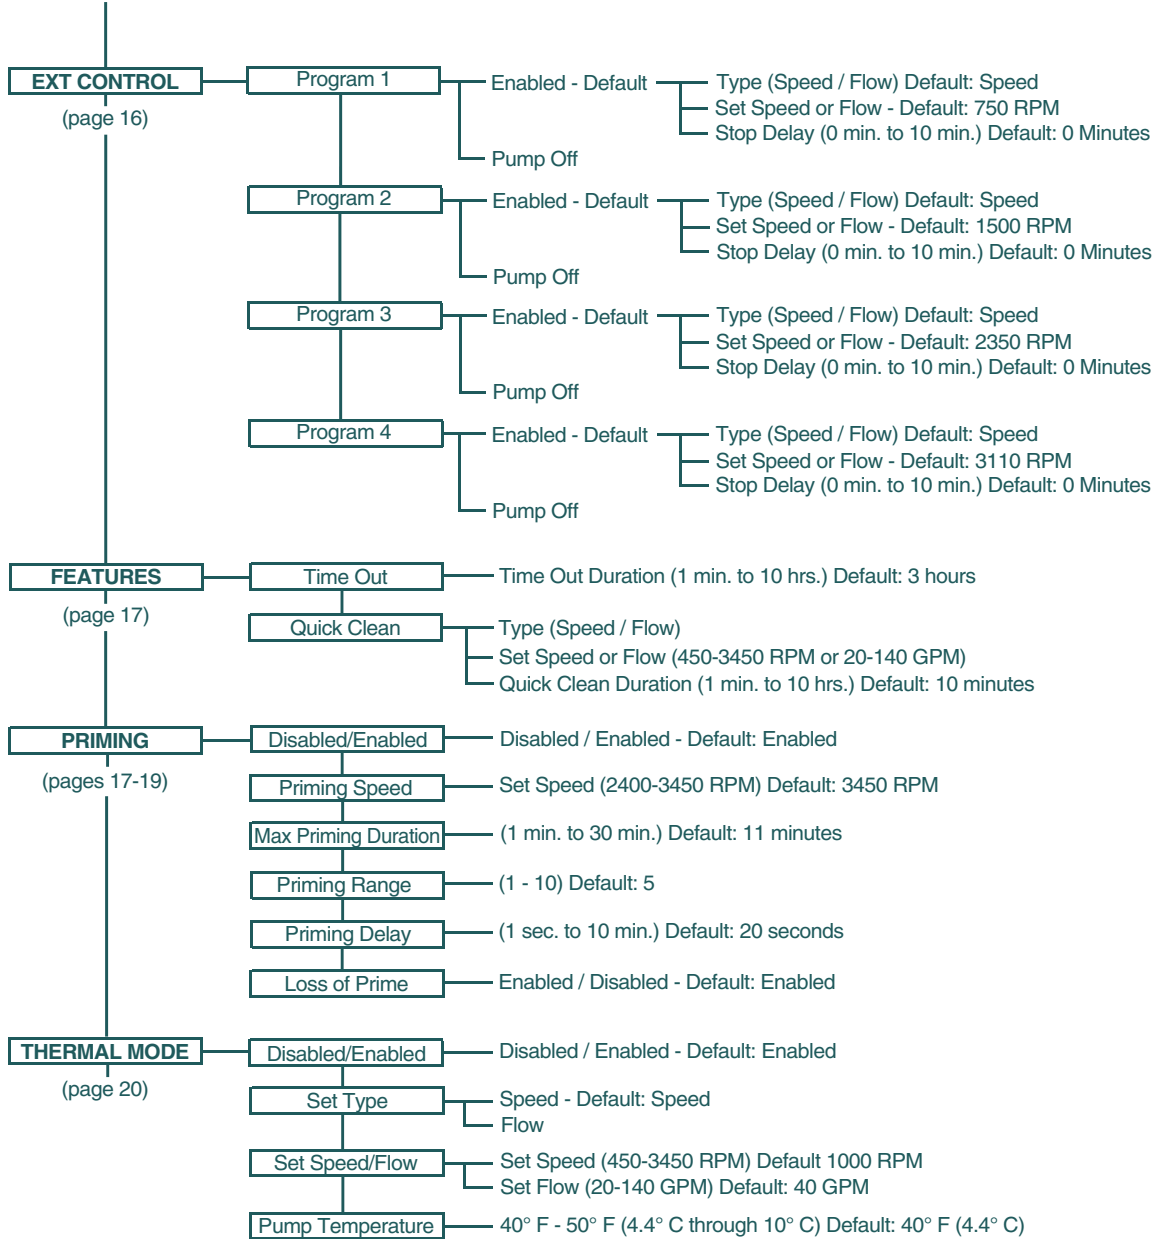 EXT CONTROL
(page 16)
Program 1
Enabled - Default
Type (Speed / Flow) Default: Speed
Set Speed or Flow - Default: 750 RPM
Stop Delay (0 min. to 10 min.) Default: 0 Minutes
Pump Off
Program 2
Enabled - Default
Type (Speed / Flow) Default: Speed
Set Speed or Flow - Default: 1500 RPM
Stop Delay (0 min. to 10 min.) Default: 0 Minutes
Pump Off
Program 3
Enabled - Default
Type (Speed / Flow) Default: Speed
Set Speed or Flow - Default: 2350 RPM
Stop Delay (0 min. to 10 min.) Default: 0 Minutes
Pump Off
Program 4
Enabled - Default
Type (Speed / Flow) Default: Speed
Set Speed or Flow - Default: 3110 RPM
Stop Delay (0 min. to 10 min.) Default: 0 Minutes
Pump Off
FEATURES
(page 17)
Time Out
Time Out Duration (1 min. to 10 hrs.) Default: 3 hours
Quick Clean
Type (Speed / Flow)
Set Speed or Flow (450-3450 RPM or 20-140 GPM)
Quick Clean Duration (1 min. to 10 hrs.) Default: 10 minutes
PRIMING
(pages 17-19)
Disabled/Enabled
Disabled / Enabled - Default: Enabled
Priming Speed
Set Speed (2400-3450 RPM) Default: 3450 RPM
Max Priming Duration
(1 min. to 30 min.) Default: 11 minutes
Priming Range
(1 - 10) Default: 5
Priming Delay
(1 sec. to 10 min.) Default: 20 seconds
Loss of Prime
Enabled / Disabled - Default: Enabled
THERMAL MODE
(page 20)
Disabled/Enabled
Disabled / Enabled - Default: Enabled
Set Type
Speed - Default: Speed
Flow
Set Speed/Flow
Set Speed (450-3450 RPM) Default 1000 RPM
Set Flow (20-140 GPM) Default: 40 GPM
Pump Temperature
40° F - 50° F (4.4° C through 10° C) Default: 40° F (4.4° C)